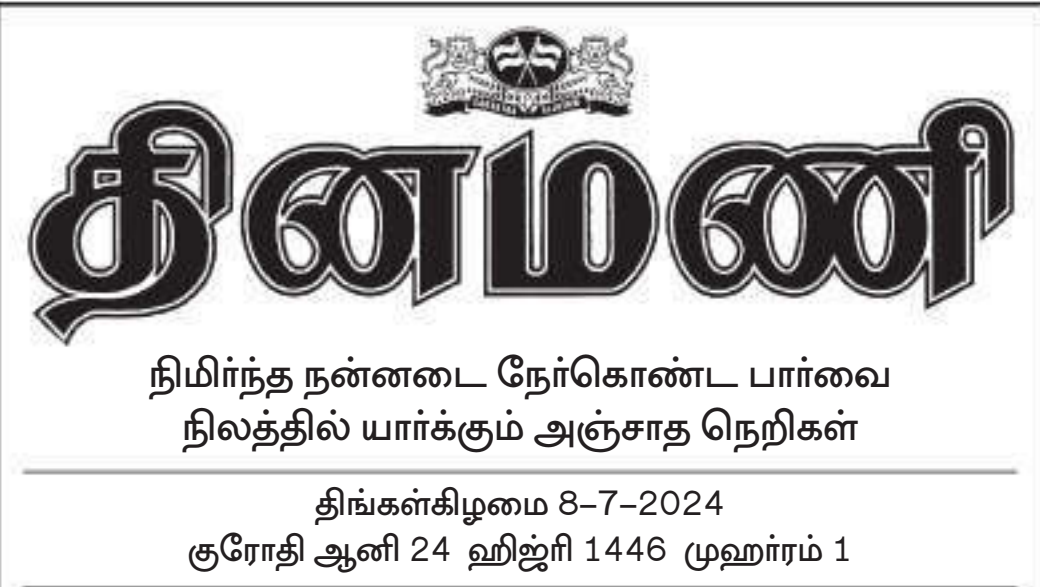 தினமணி
நிமிர்ந்த நன்னடை நேர்கொண்ட பார்வை
நிலத்தில் யார்க்கும் அஞ்சாத நெறிகள்
திங்கள்கிழமை 8-7-2024
குரோதி ஆனி 24 ஹிஜ்ரி 1446 முஹர்ரம் 1